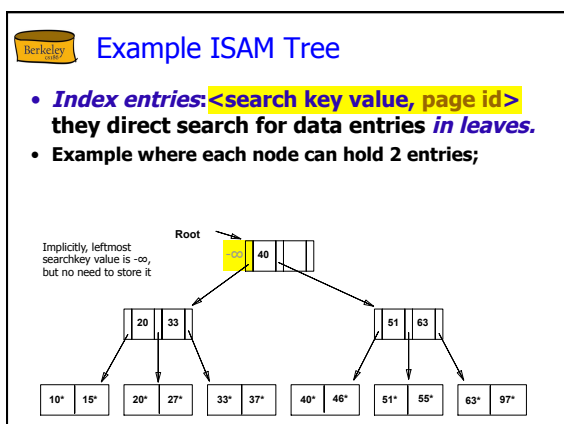 Berkeley
cs186
Example ISAM Tree
• Index entries:<search key value, page id>
they direct search for data entries in leaves.
• Example where each node can hold 2 entries;
Root
Implicitly, leftmost
searchkey value is -∞,
but no need to store it
-∞ 40
20 33 51 63
10* 15* 20* 27* 33* 37* 40* 46* 51* 55* 63* 97*